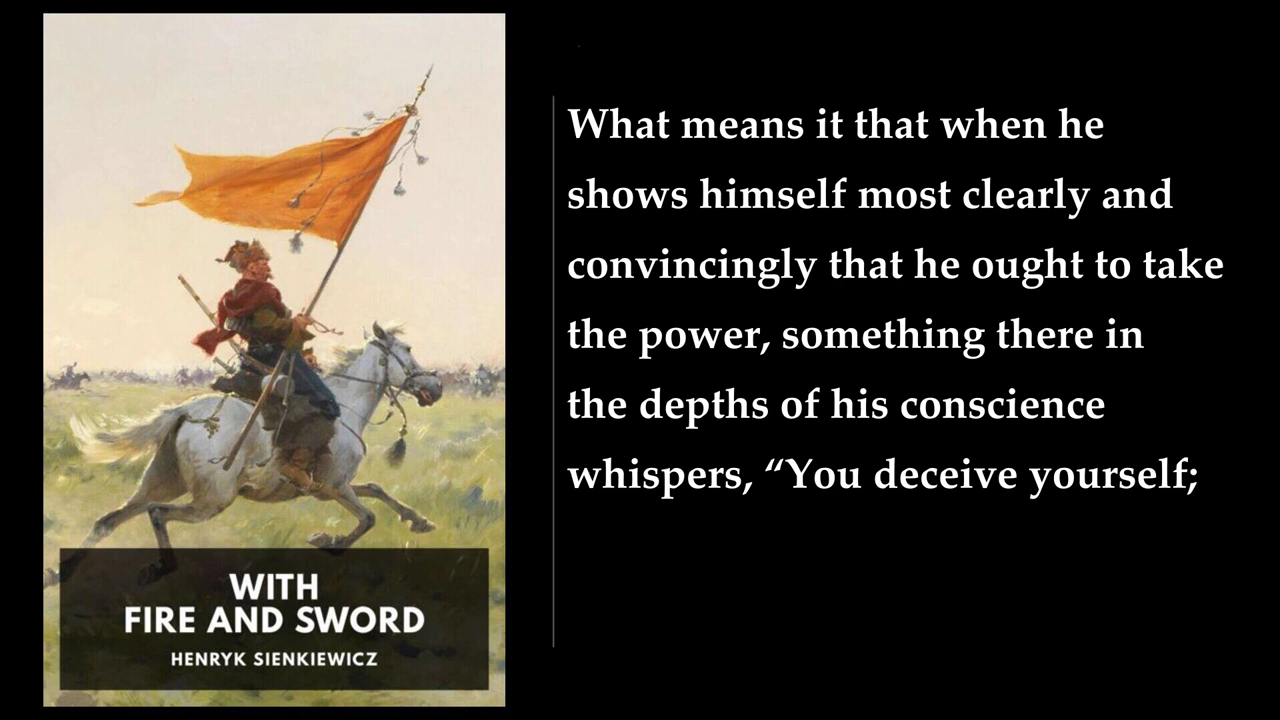 WITH
FIRE AND SWORD
HENRYK SIENKIEWICZ
What means it that when he
shows himself most clearly and
convincingly that he ought to take
the power, something there in
the depths of his conscience
whispers, “You deceive yourself;